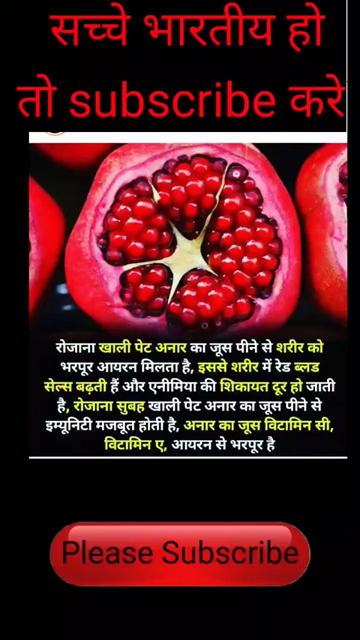 सच्चे भारतीय हो
तो subscribe करे
रोजाना खाली पेट अनार का जूस पीने से शरीर को
भरपूर आयरन मिलता है, इससे शरीर में रेड ब्लड
सेल्स बढ़ती हैं और एनीमिया की शिकायत दूर हो जाती
है, रोजाना सुबह खाली पेट अनार का जूस पीने से
इम्यूनिटी मजबूत होती है, अनार का जूस विटामिन सी,
विटामिन ए, आयरन से भरपूर है
Please Subscribe